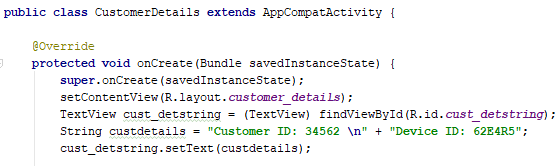 public class CustomerDetails extends AppCompatActivity {
@Override
protected void onCreate(Bundle savedInstanceState) {
super.onCreate(savedInstanceState);
setContentView(R.layout.customer_details);
TextView cust_detstring = (TextView) findViewById(R.id.cust_detstring);
String custdetails = "Customer ID: 34562 \n" + "Device ID: 62E4R5";
cust_detstring.setText(custdetails);